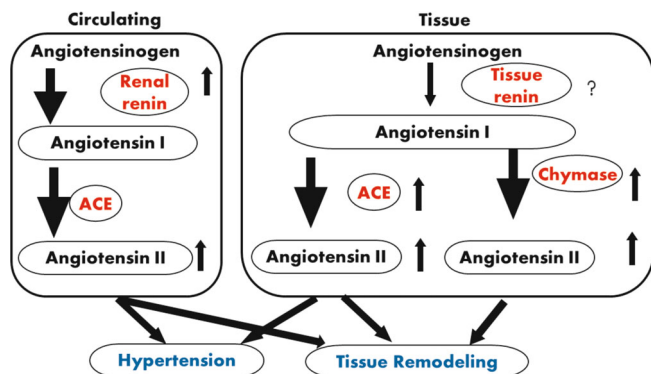 Circulating
Angiotensinogen
Renal
renin
Angiotensin I
ACE
Angiotensin II
Tissue
Angiotensinogen
Tissue
renin
?
Angiotensin I
ACE
Chymase
Angiotensin II
Angiotensin II
Hypertension
Tissue Remodeling